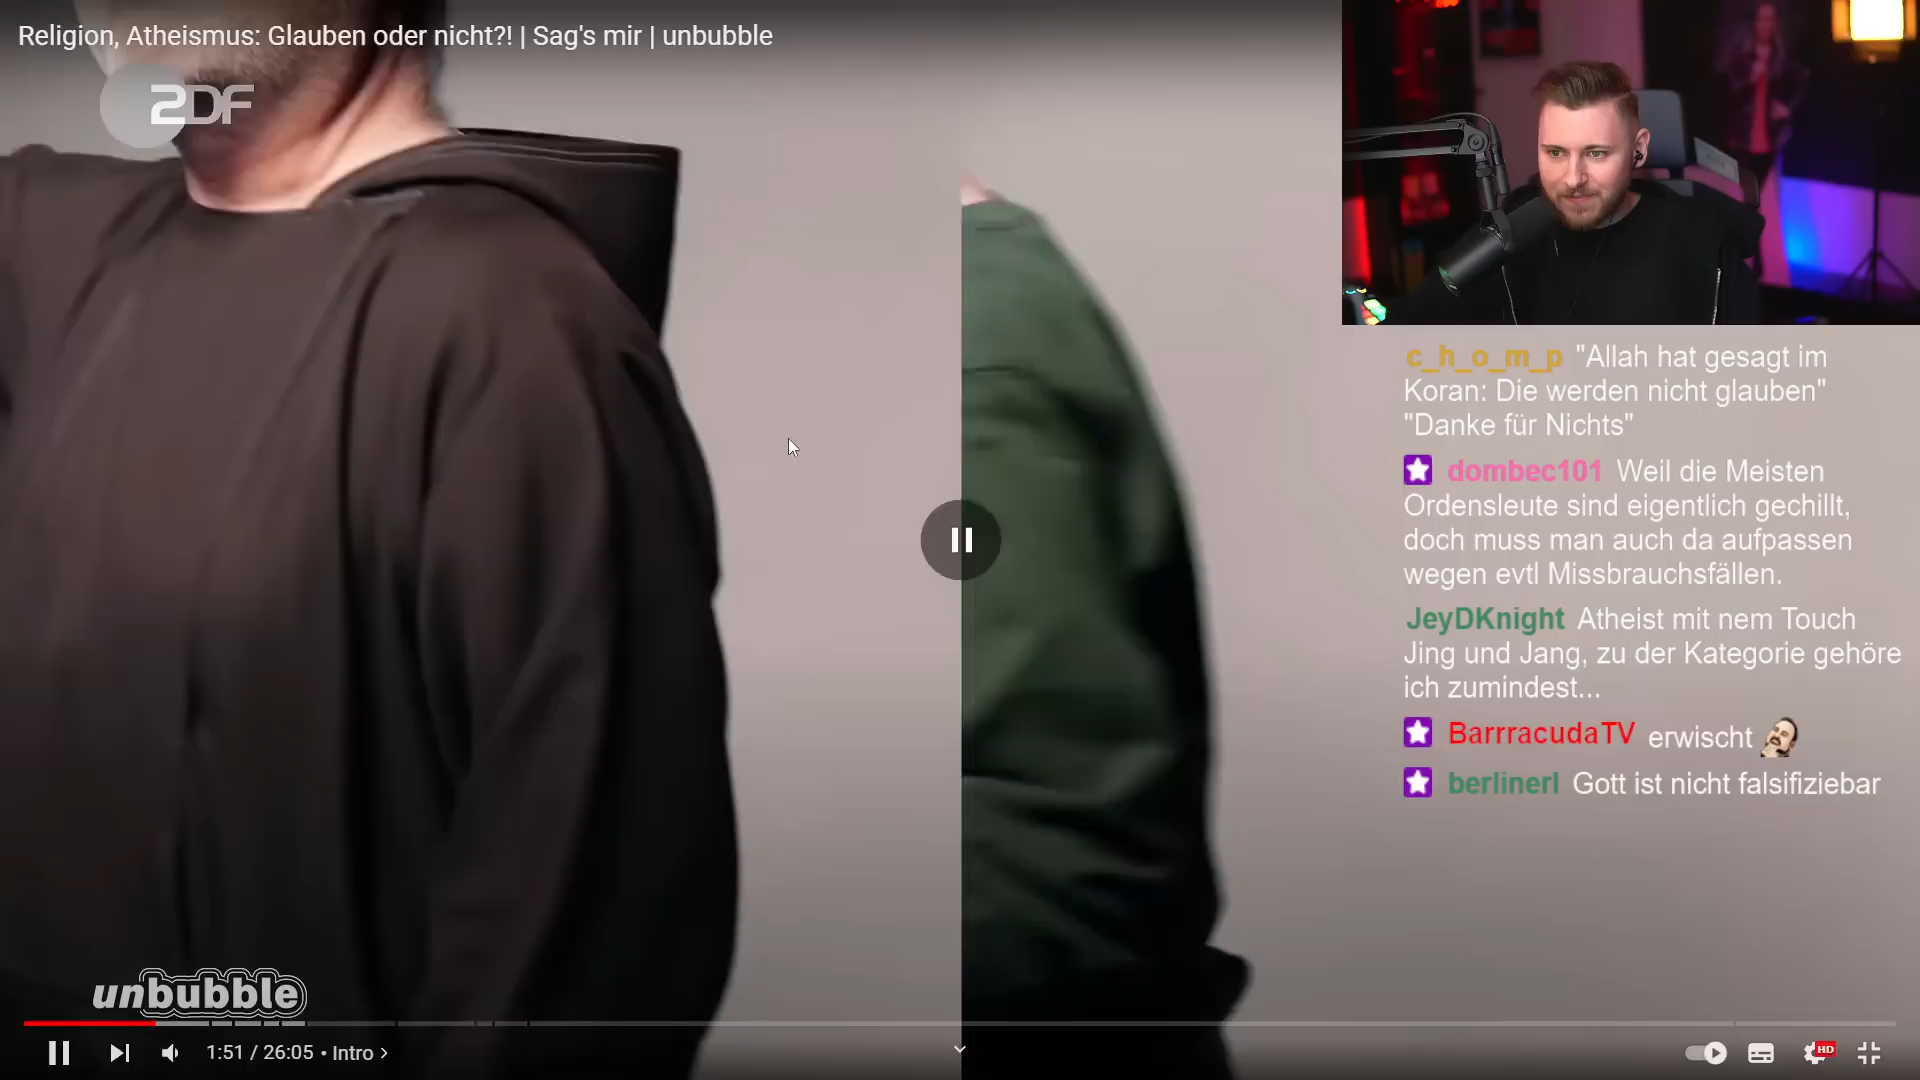 Religion, Atheismus: Glauben oder nicht?! | Sag's mir | unbubble
ZDF
c_h_o_m_p "Allah hat gesagt im
Koran: Die werden nicht glauben"
"Danke für Nichts"
dombec101 Weil die Meisten
Ordensleute sind eigentlich gechillt,
doch muss man auch da aufpassen
wegen evtl Missbrauchsfällen.
JeyDKnight Atheist mit nem Touch
Jing und Jang, zu der Kategorie gehöre
ich zumindest...
BarrracudaTV erwischt
berlinerl Gott ist nicht falsifiziebar
unbubble
1:51 / 26:05 • Intro >
HD